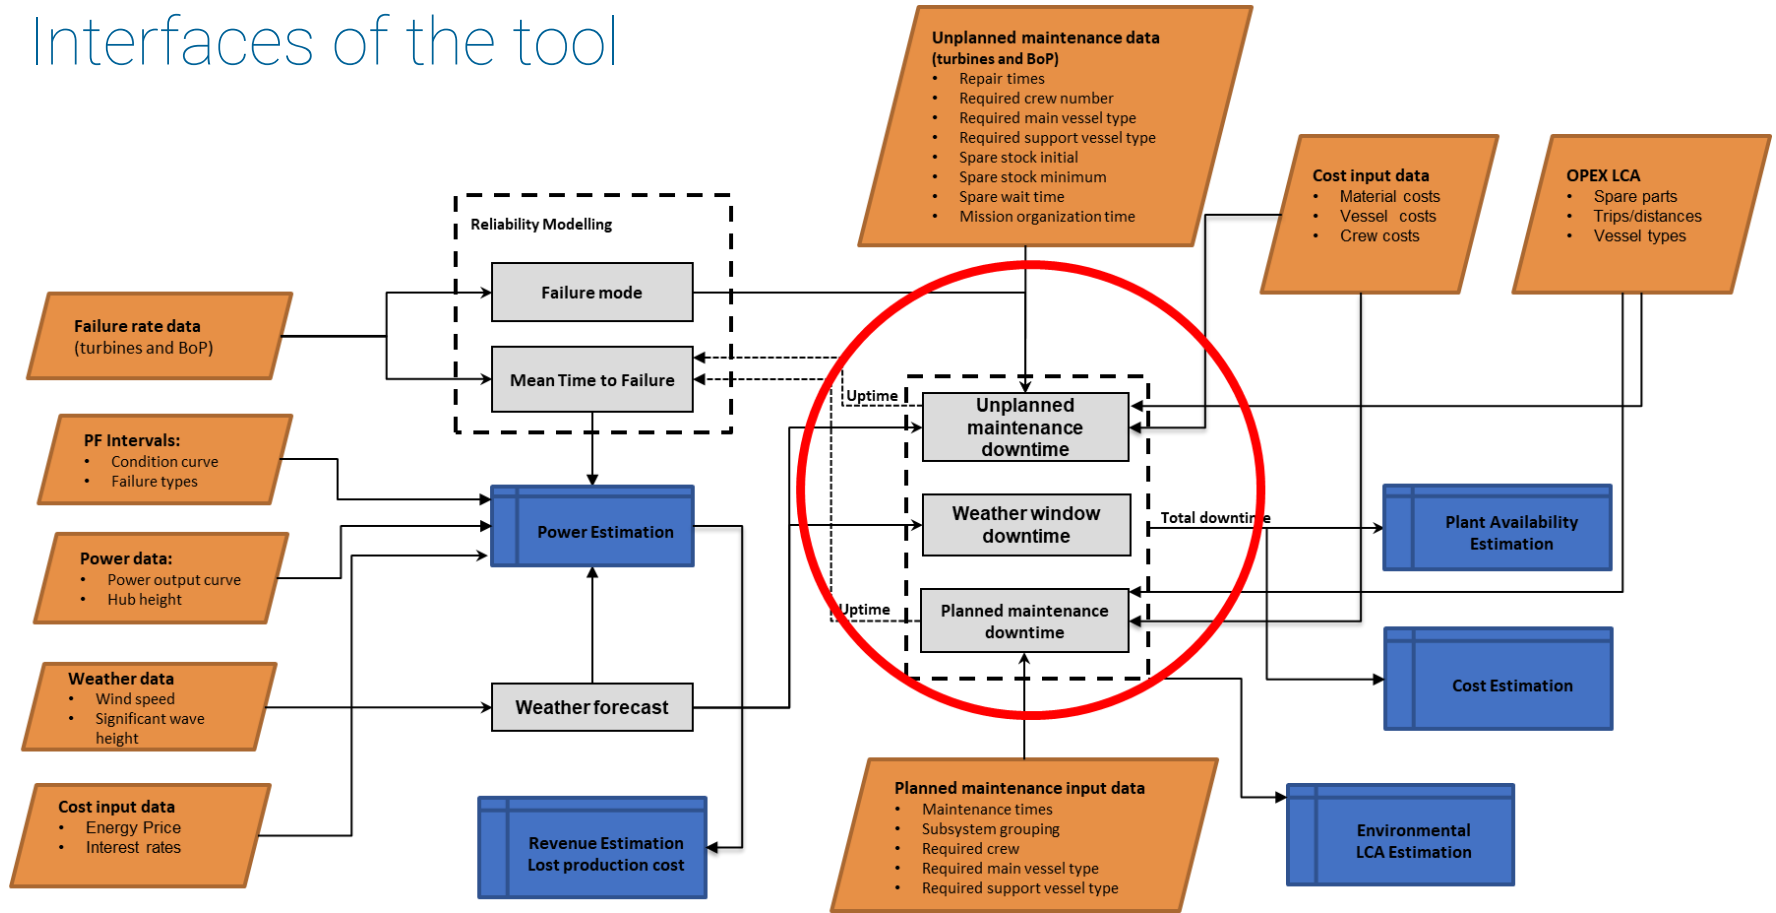 Interfaces of the tool
Unplanned maintenance data
(turbines and BoP)
• Repair times
• Required crew number
• Required main vessel type
• Required support vessel type
• Spare stock initial
• Spare stock minimum
• Spare wait time
• Mission organization time
Cost input data
• Material costs
• Vessel costs
• Crew costs
OPEX LCA
• Spare parts
• Trips/distances
• Vessel types
Reliability Modelling
Failure mode
Mean Time to Failure
Failure rate data
(turbines and BoP)
PF Intervals:
• Condition curve
• Failure types
Power data:
• Power output curve
• Hub height
Weather data
• Wind speed
• Significant wave
height
Cost input data
• Energy Price
• Interest rates
Power Estimation
Weather forecast
Revenue Estimation
Lost production cost
Uptime
Unplanned
maintenance
downtime
Weather window
downtime
Uptime
Planned maintenance
downtime
Total downtime
Plant Availability
Estimation
Cost Estimation
Environmental
LCA Estimation
Planned maintenance input data
• Maintenance times
• Subsystem grouping
• Required crew
• Required main vessel type
• Required support vessel type